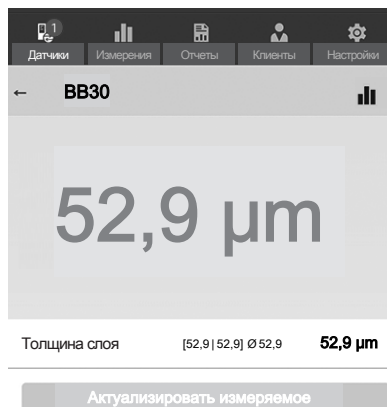 1
Датчики Измерения Отчеты Клиенты Настройки
← BB30
52,9 µm
Толщина слоя [52,9|52,9] Ø 52,9 52,9 µm
Актуализировать измеряемое